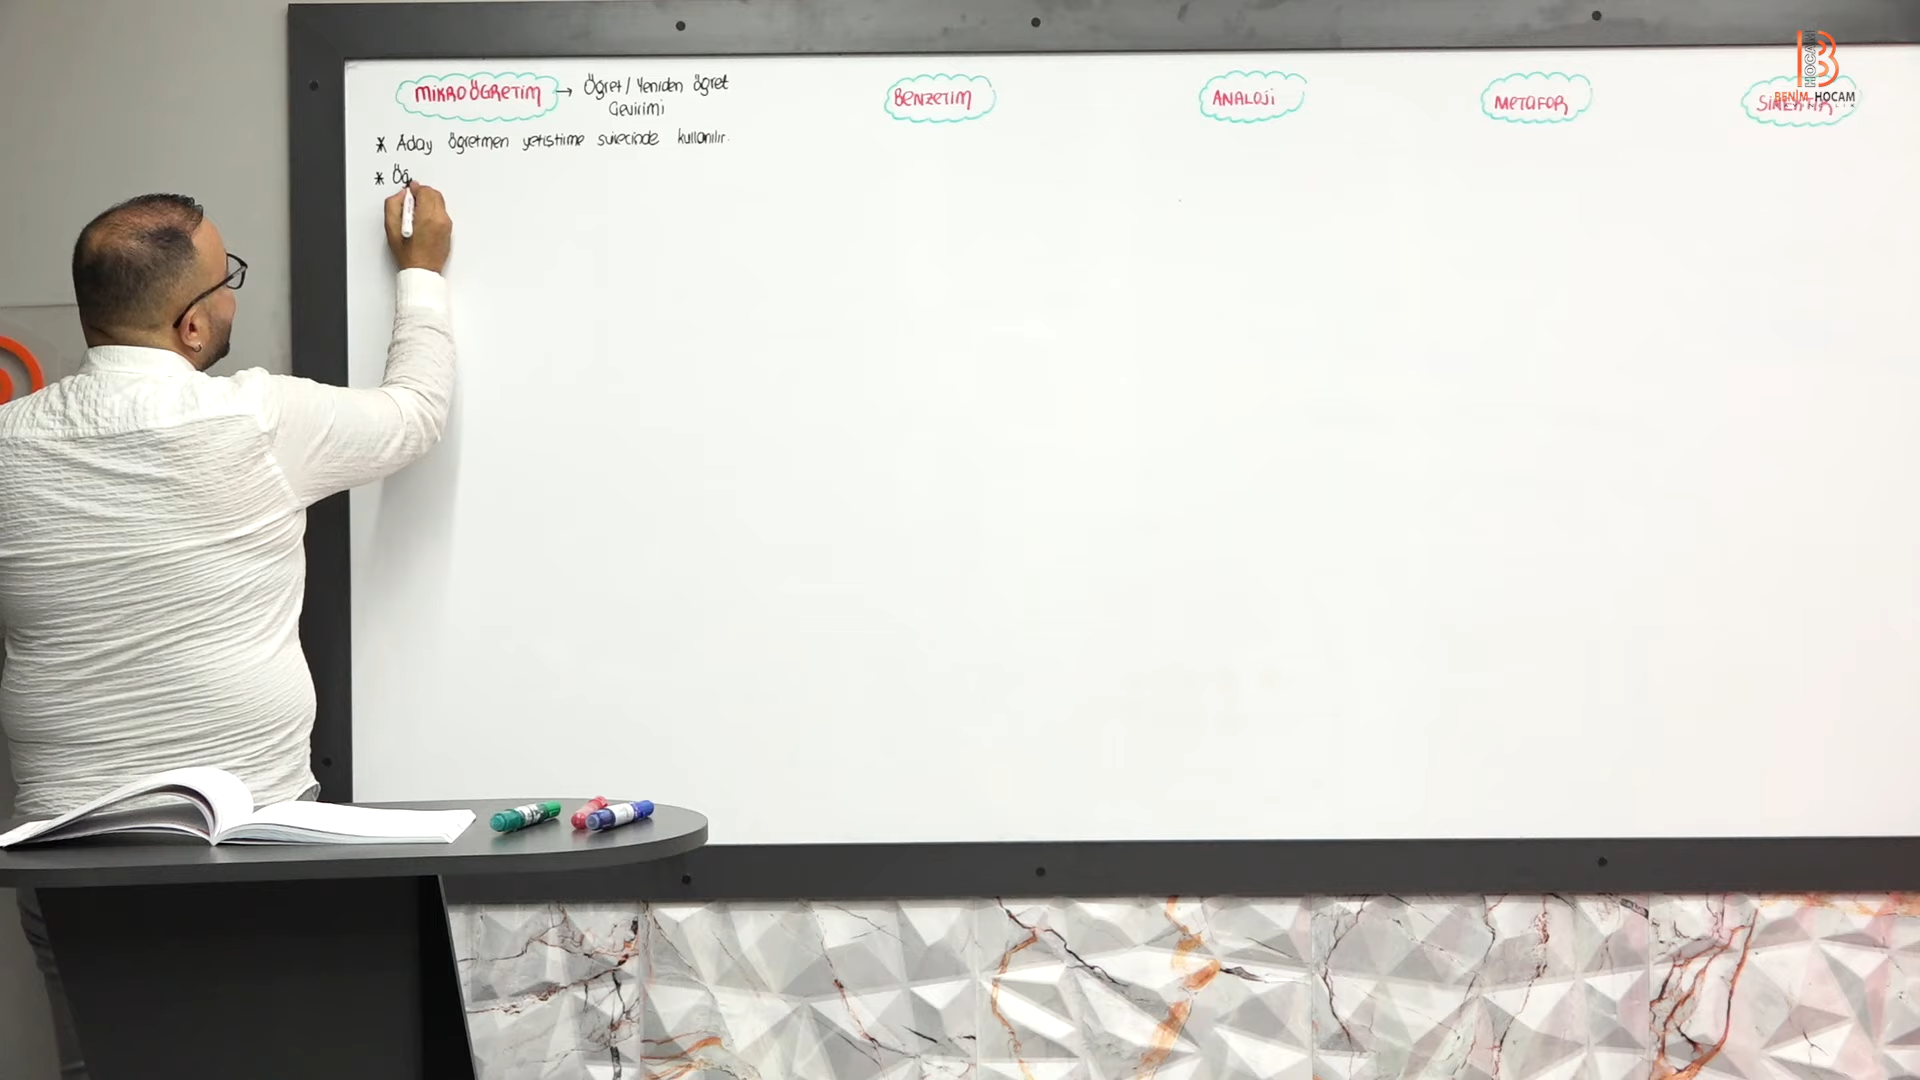 MİKRO ÖĞRETİM → Öğret / Yeniden öğret
Çevirimi
BENZETİM
ANALOJİ
METAFOR
BENİM HOCAM
* Aday öğretmen yetiştirme sürecinde kullanılır.
* Öğ